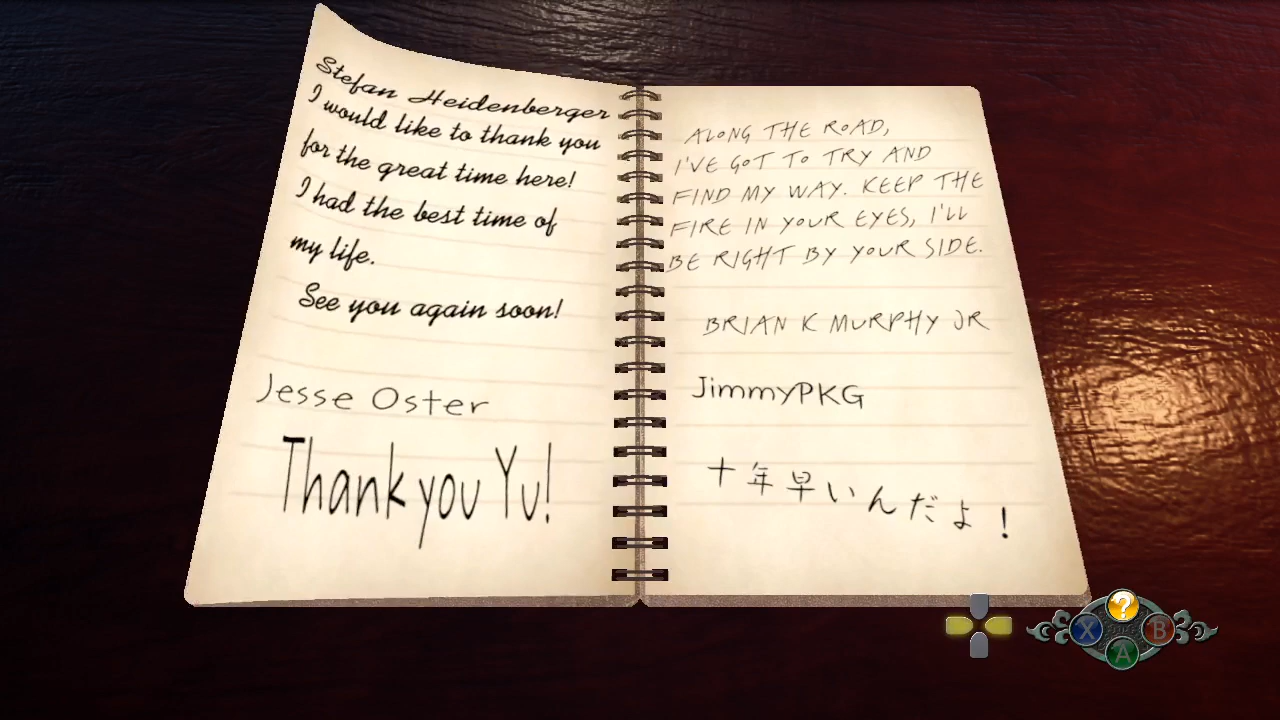 Stefan Heidenberger
I would like to thank you
for the great time here!
I had the best time of
my life.
See you again soon!
Jesse Oster
Thank you Yu!
ALONG THE ROAD,
I'VE GOT TO TRY AND
FIND MY WAY. KEEP THE
FIRE IN YOUR EYES, I'LL
BE RIGHT BY YOUR SIDE.
BRIAN K MURPHY JR
JimmyPKG
十年早いんだよ!
?
X B
A